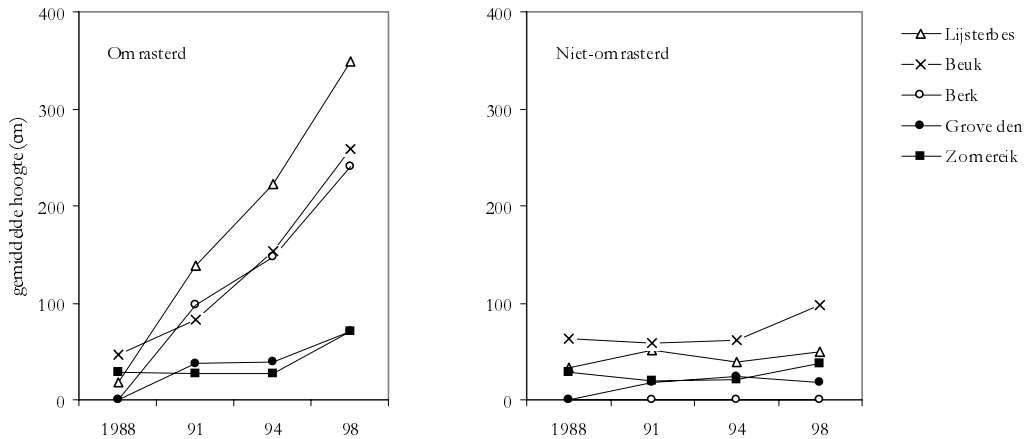 400
Omrasterd
300
200
100
0
1988 91 94 98
gemiddelde hoogte (cm)
400
Niet-omrasterd
300
200
100
0
1988 91 94 98
Lijsterbes
Beuk
Berk
Grove den
Zomereik